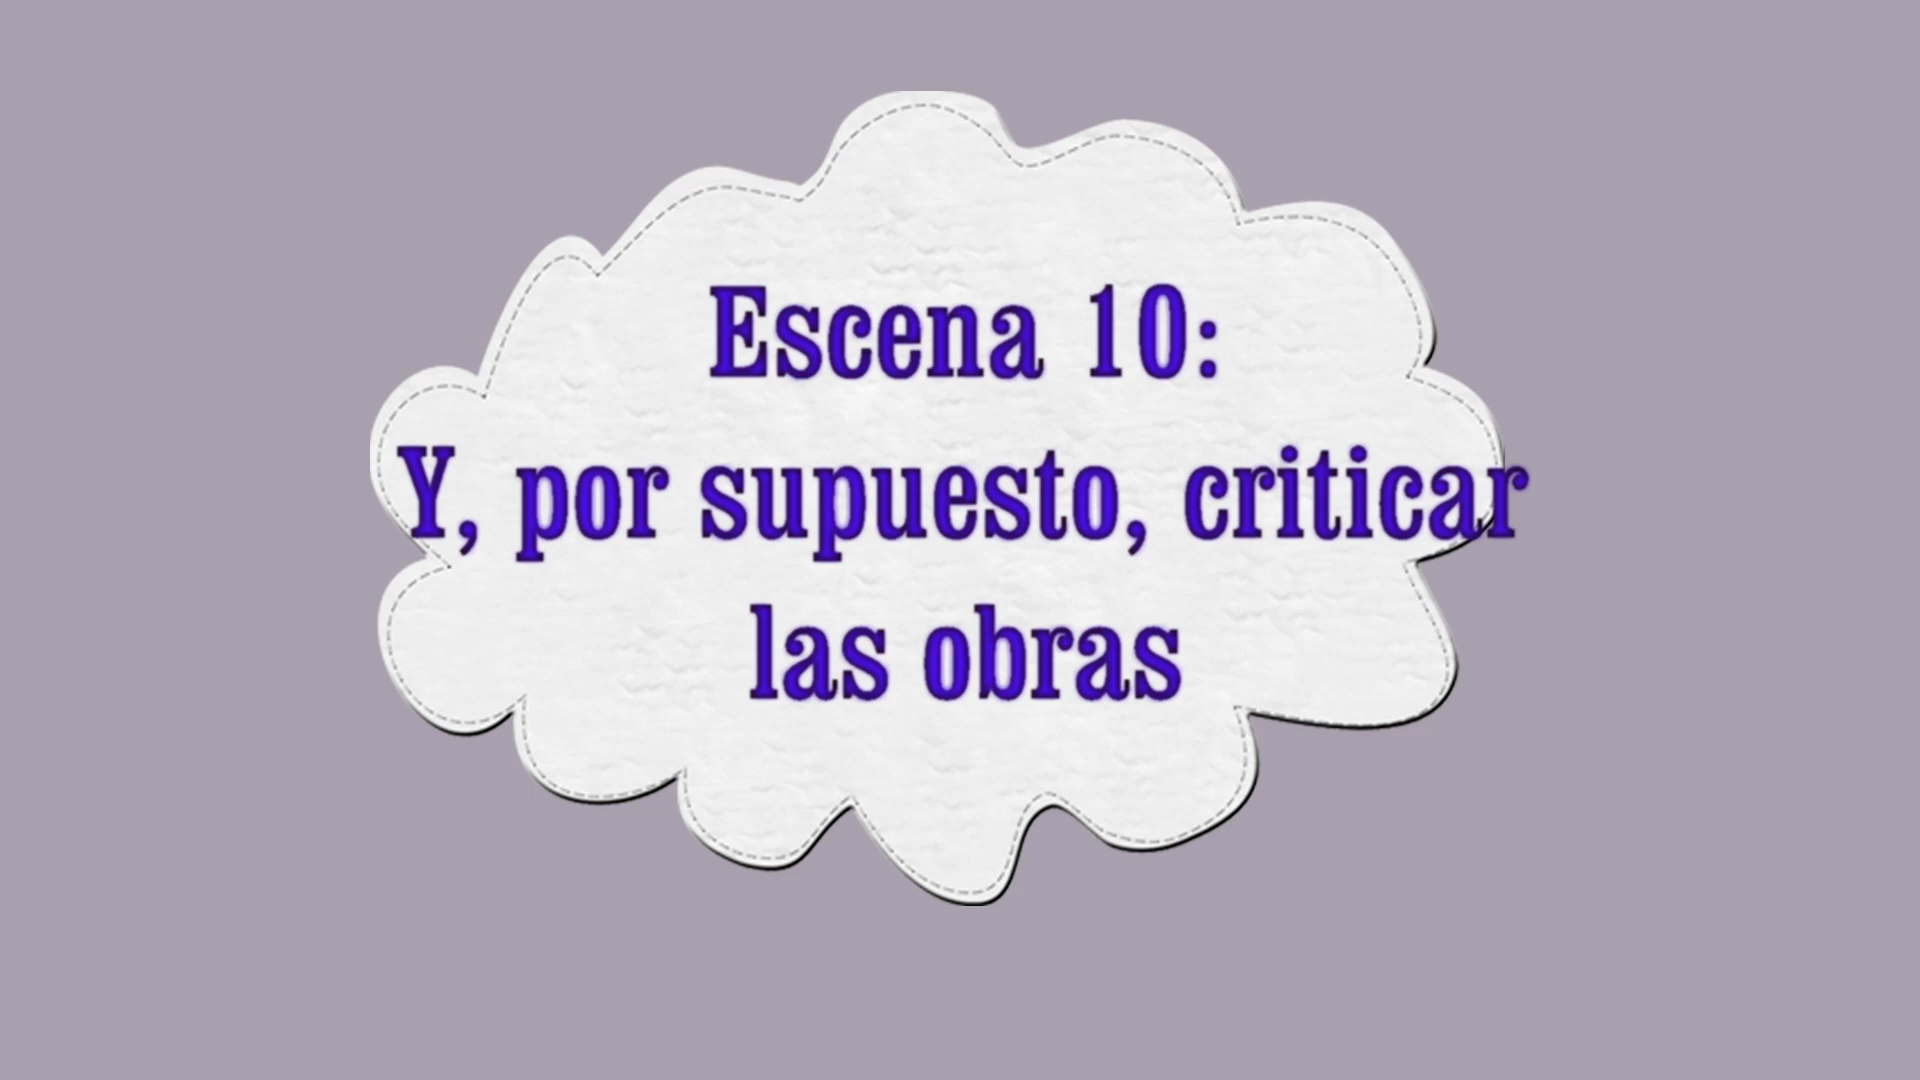 Escena 10:
Y, por supuesto, criticar
las obras